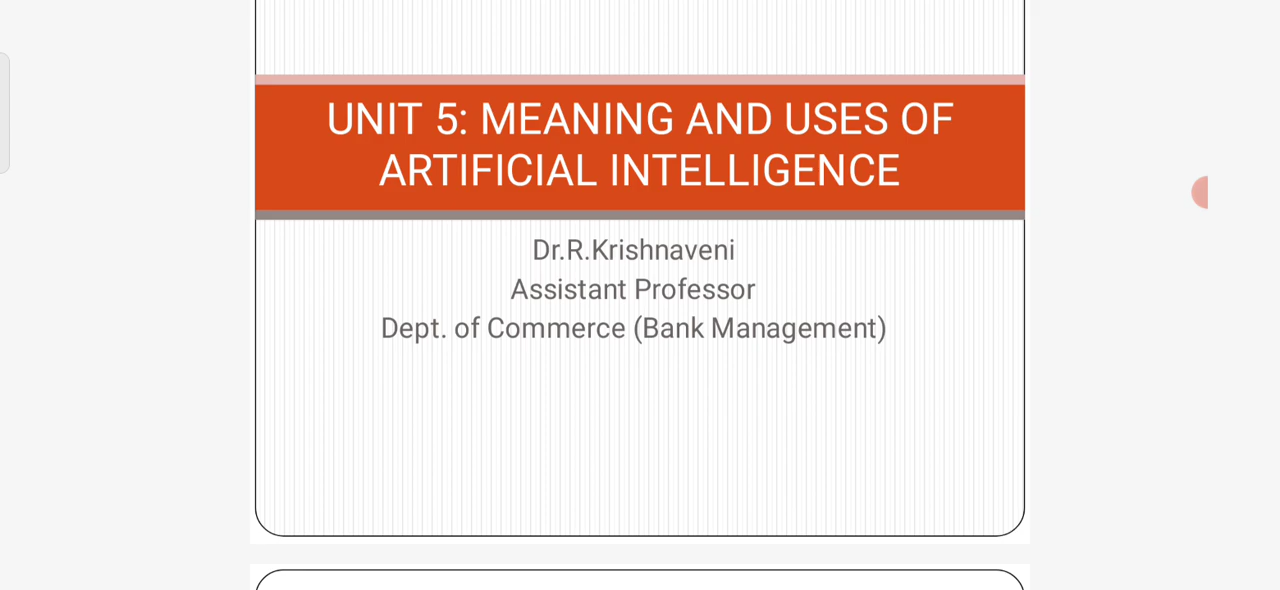 UNIT 5: MEANING AND USES OF
ARTIFICIAL INTELLIGENCE
Dr.R.Krishnaveni
Assistant Professor
Dept. of Commerce (Bank Management)